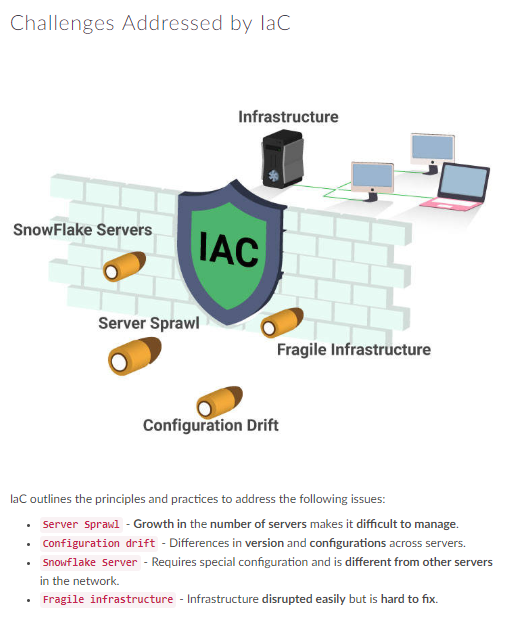 Challenges Addressed by IaC
Infrastructure
SnowFlake Servers
IAC
Server Sprawl
Fragile Infrastructure
Configuration Drift
IaC outlines the principles and practices to address the following issues:
• Server Sprawl - Growth in the number of servers makes it difficult to manage.
• Configuration drift - Differences in version and configurations across servers.
• Snowflake Server - Requires special configuration and is different from other servers
in the network.
• Fragile infrastructure - Infrastructure disrupted easily but is hard to fix.